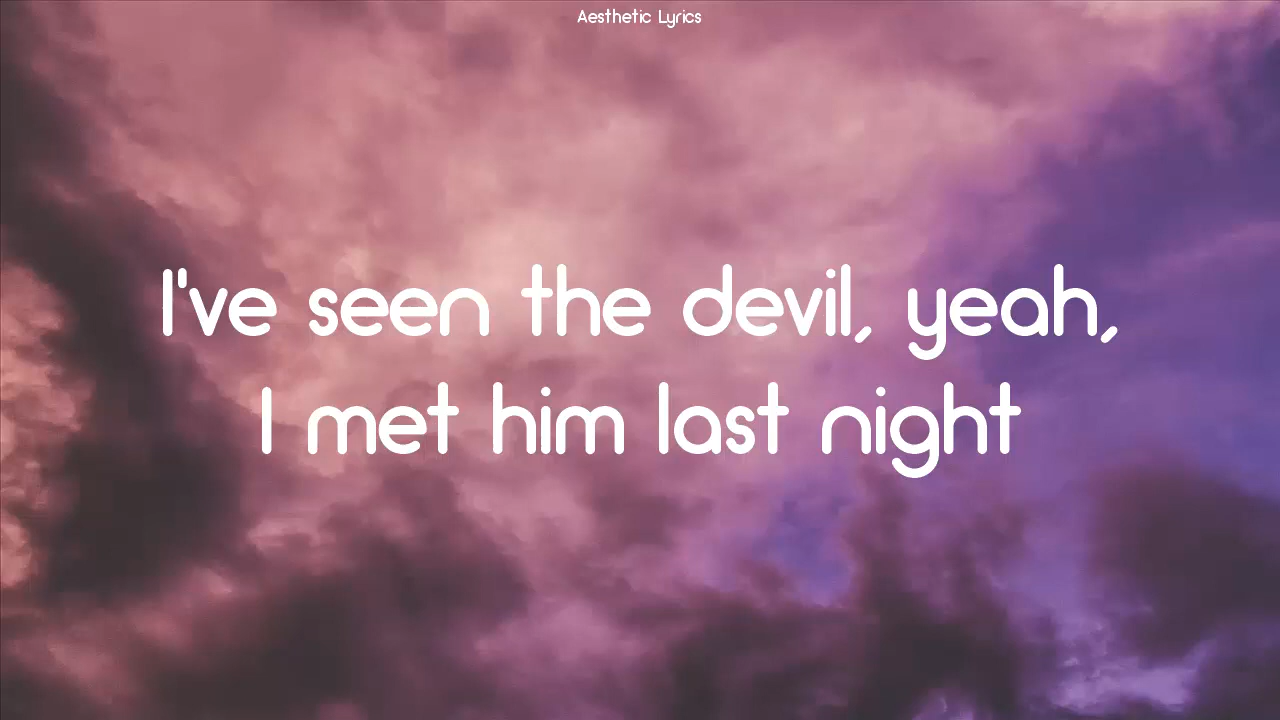 Aesthetic Lyrics
I've seen the devil, yeah,
I met him last night